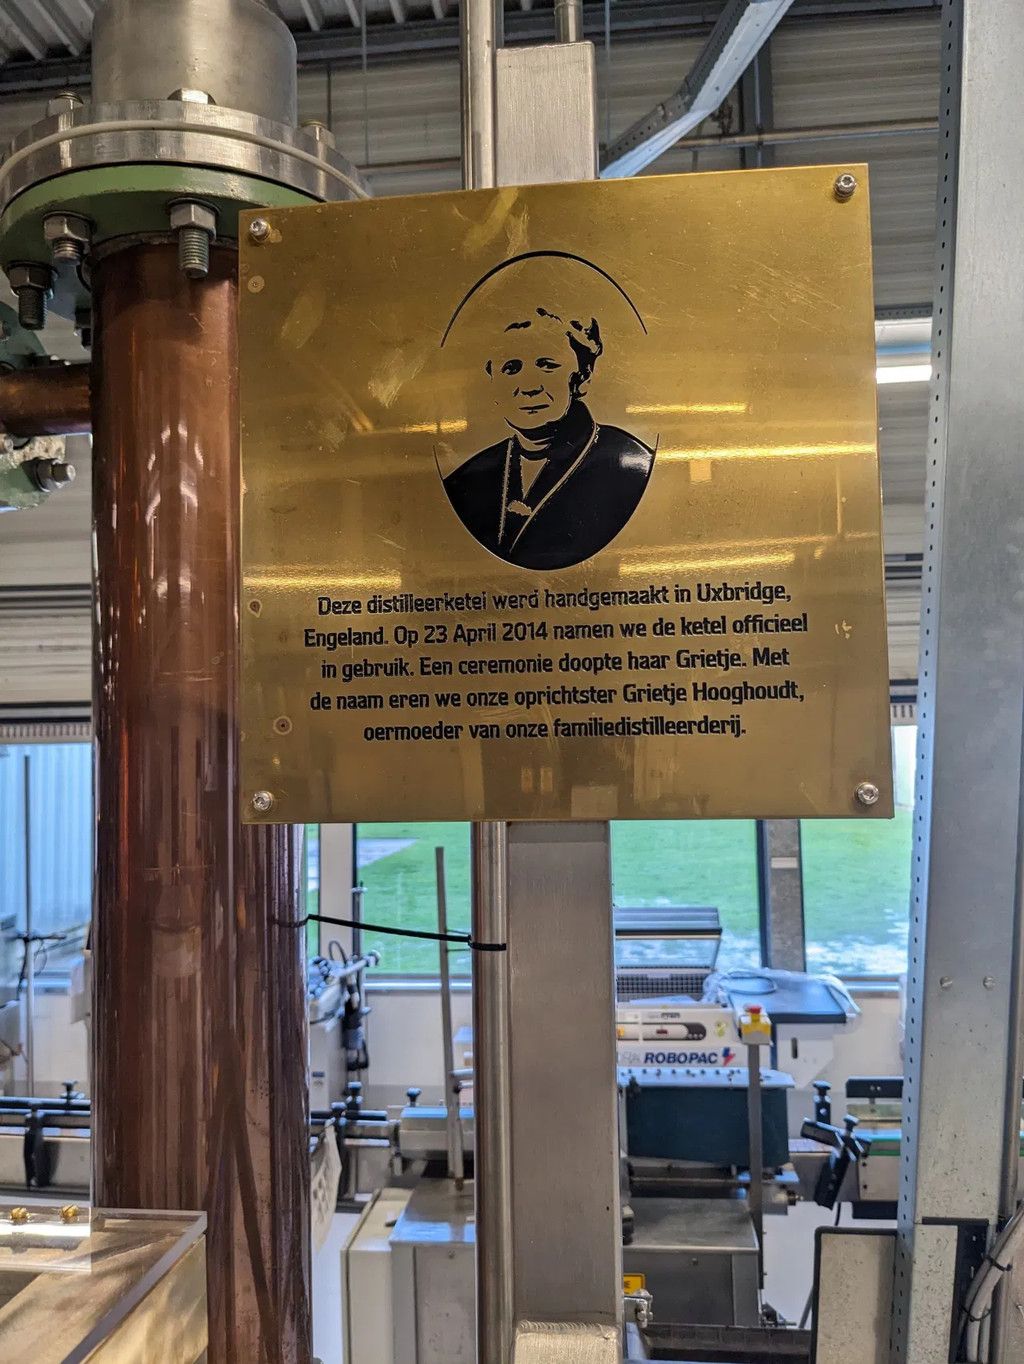 Deze distilleerketel werd handgemaakt in Uxbridge,
Engeland. Op 23 April 2014 namen we de ketel officieel
in gebruik. Een ceremonie doopte haar Grietje. Met
de naam eren we onze oprichtster Grietje Hooghoudt,
oermoeder van onze familiedistilleerderij.
ROBOPAC